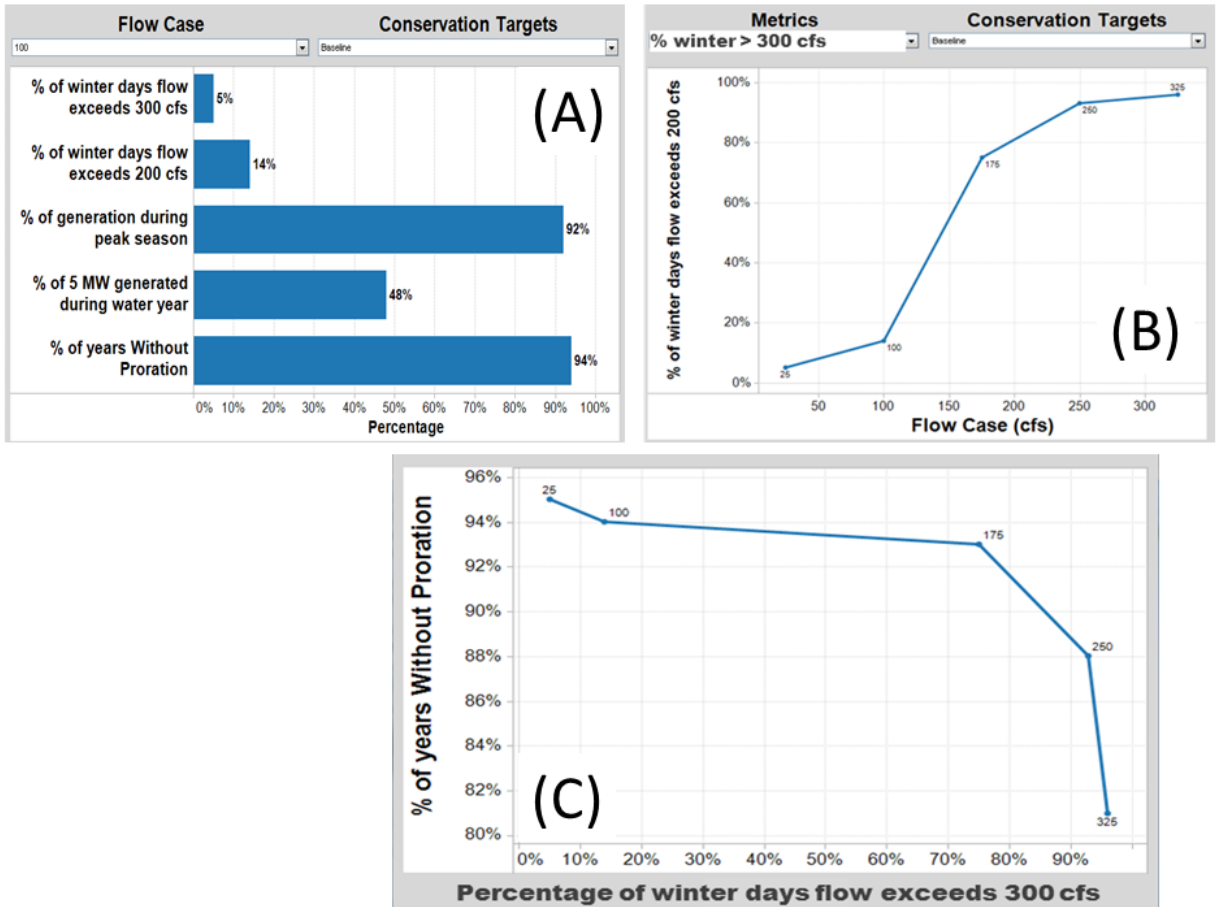 Flow Case
Conservation Targets
100
Baseline
% of winter days flow
exceeds 300 cfs
5%
% of winter days flow
exceeds 200 cfs
14%
% of generation during
peak season
92%
% of 5 MW generated
during water year
48%
% of years Without
Proration
94%
0% 10% 20% 30% 40% 50% 60% 70% 80% 90% 100%
Percentage
(A)
Metrics
Conservation Targets
% winter > 300 cfs
Baseline
% of winter days flow exceeds 200 cfs
100%
80%
60%
40%
20%
0%
25
100
175
250
325
50 100 150 200 250 300
Flow Case (cfs)
(B)
% of years Without Proration
96%
94%
92%
90%
88%
86%
84%
82%
80%
25
100
175
250
325
0% 10% 20% 30% 40% 50% 60% 70% 80% 90%
Percentage of winter days flow exceeds 300 cfs
(C)